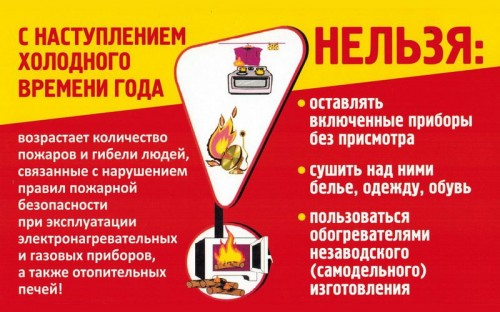 С НАСТУПЛЕНИЕМ
ХОЛОДНОГО
ВРЕМЕНИ ГОДА
возрастает количество
пожаров и гибели людей,
связанные с нарушением
правил пожарной
безопасности
при эксплуатации
электронагревательных
и газовых приборов,
а также отопительных
печей!
НЕЛЬЗЯ:
• оставлять
включенные приборы
без присмотра
• сушить над ними
белье, одежду, обувь
• пользоваться
обогревателями
незаводского
(самодельного)
изготовления